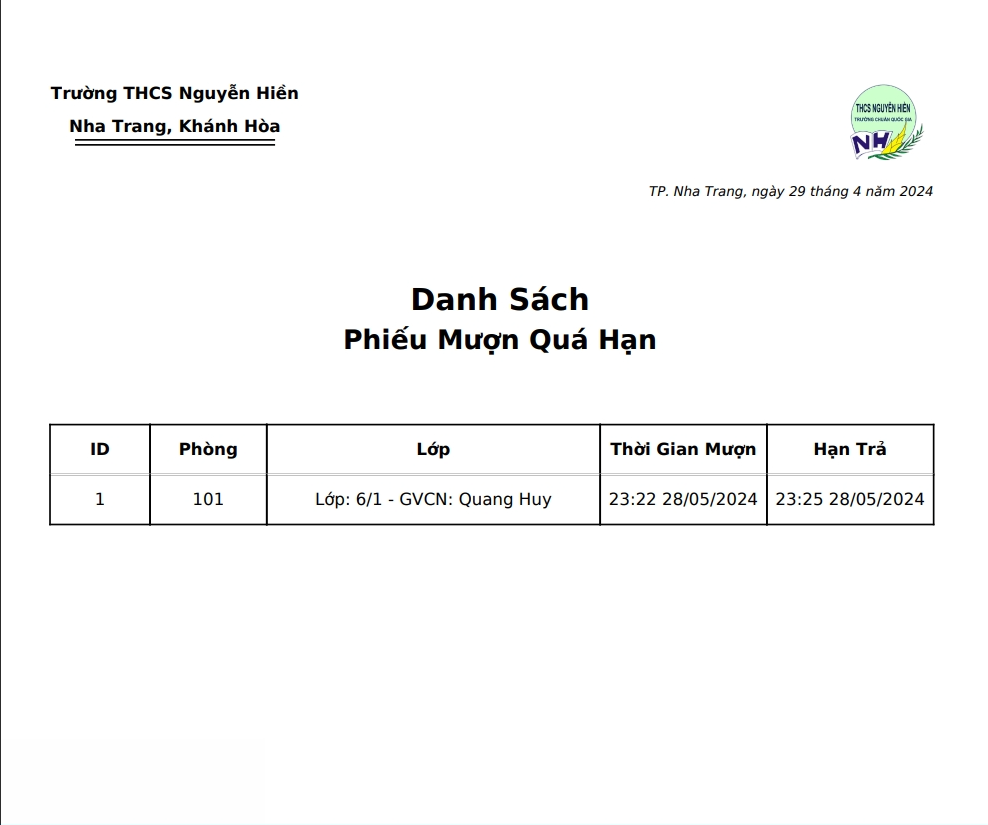 Trường THCS Nguyễn Hiền
Nha Trang, Khánh Hòa
THCS NGUYỄN HIỀN
TRƯỜNG CHUẨN QUỐC GIA
NH
TP. Nha Trang, ngày 29 tháng 4 năm 2024
Danh Sách
Phiếu Mượn Quá Hạn
ID Phòng Lớp Thời Gian Mượn Hạn Trả
1 101 Lớp: 6/1 - GVCN: Quang Huy 23:22 28/05/2024 23:25 28/05/2024